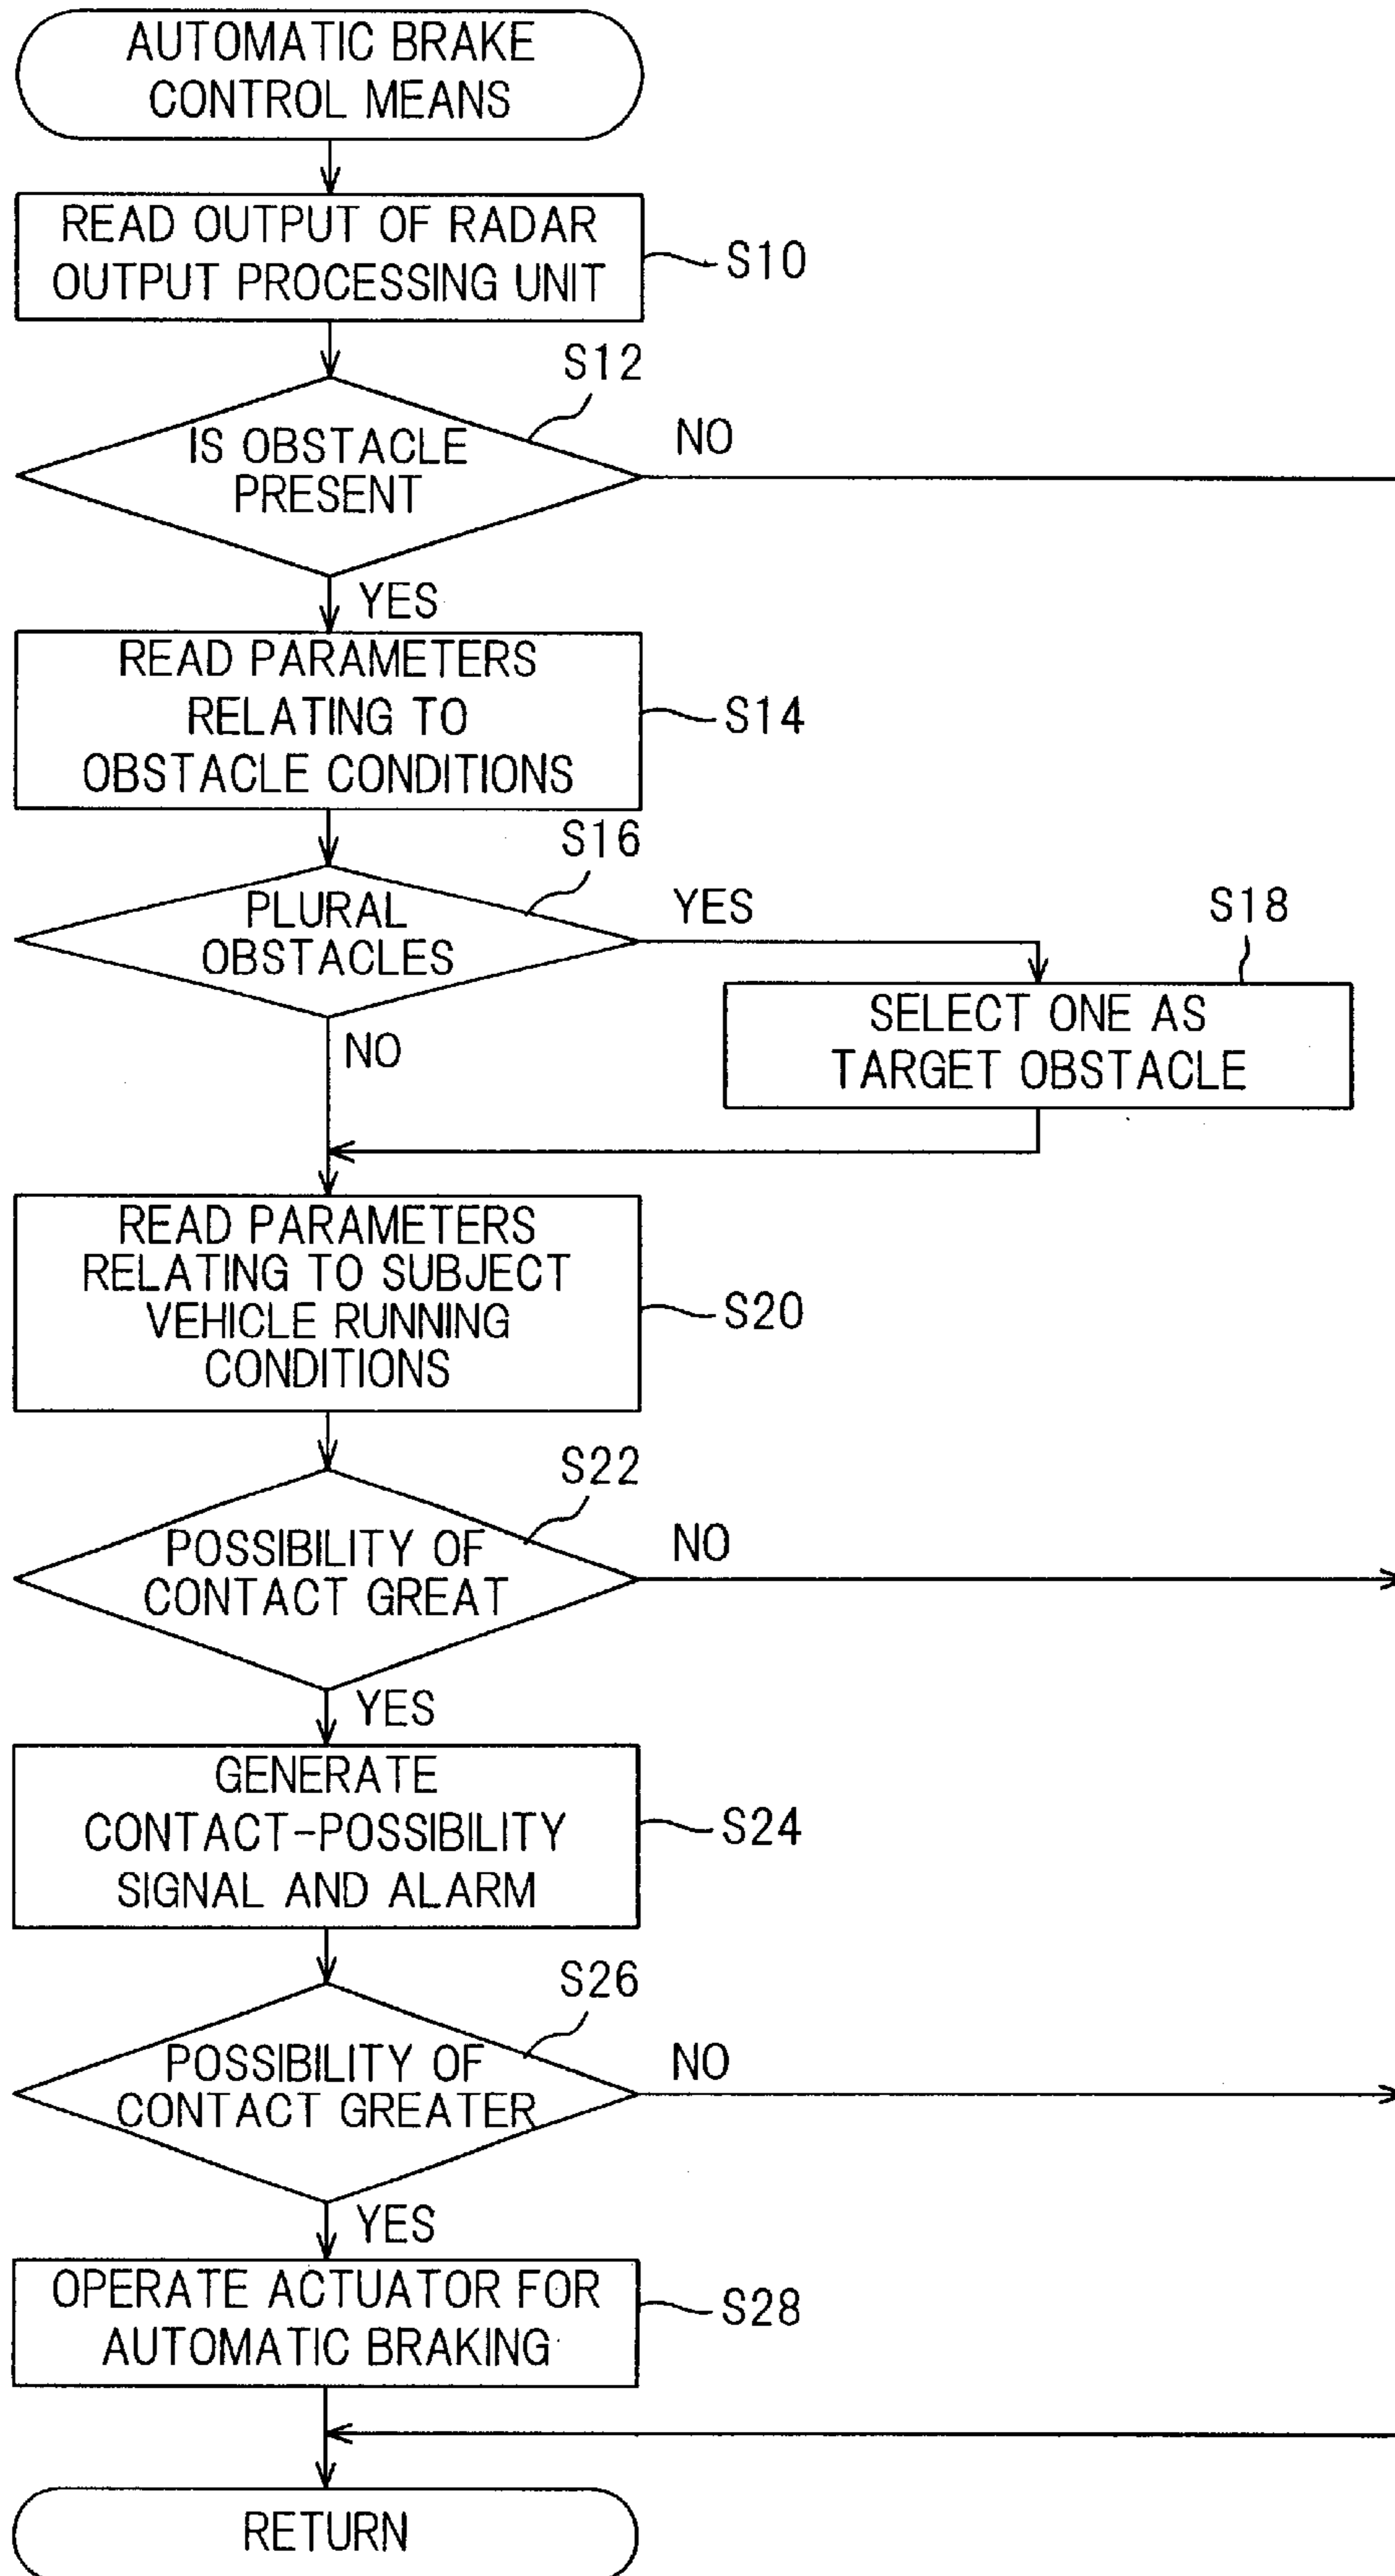 AUTOMATIC BRAKE
CONTROL MEANS
READ OUTPUT OF RADAR
OUTPUT PROCESSING UNIT
S10
S12
IS OBSTACLE
PRESENT
NO
YES
READ PARAMETERS
RELATING TO
OBSTACLE CONDITIONS
S14
S16
PLURAL
OBSTACLES
YES
S18
SELECT ONE AS
TARGET OBSTACLE
NO
READ PARAMETERS
RELATING TO SUBJECT
VEHICLE RUNNING
CONDITIONS
S20
S22
POSSIBILITY OF
CONTACT GREAT
NO
YES
GENERATE
CONTACT-POSSIBILITY
SIGNAL AND ALARM
S24
S26
POSSIBILITY OF
CONTACT GREATER
NO
YES
OPERATE ACTUATOR FOR
AUTOMATIC BRAKING
S28
RETURN